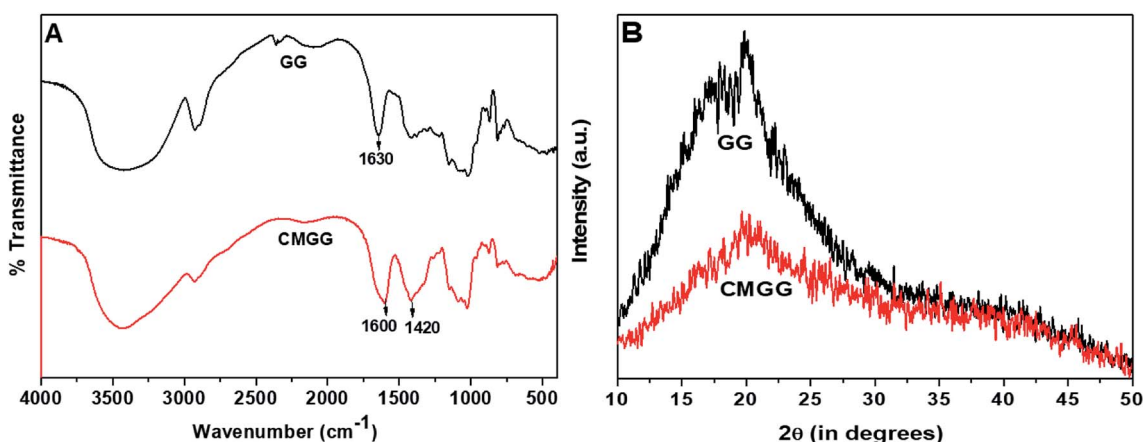 A
GG
1630
CMGG
1600
1420
% Transmittance
4000 3500 3000 2500 2000 1500 1000 500
Wavenumber (cm⁻¹)
B
GG
CMGG
Intensity (a.u.)
10 15 20 25 30 35 40 45 50
2θ (in degrees)